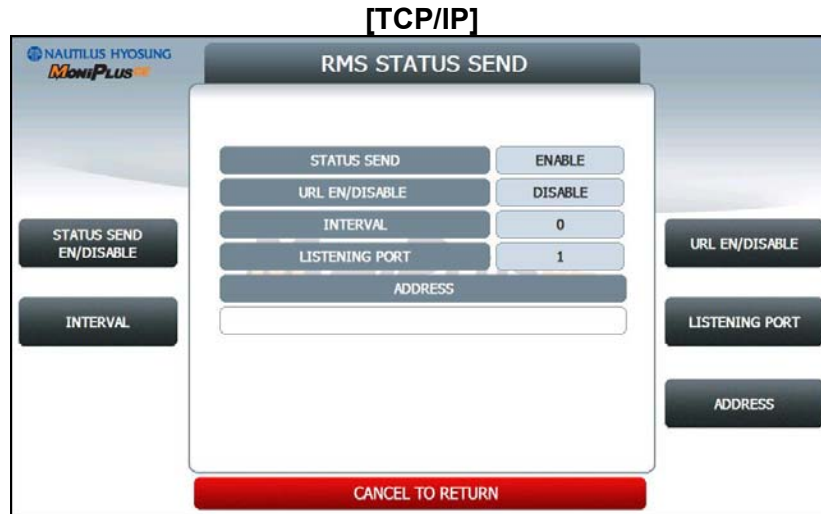 [TCP/IP]
NAUTILUS HYOSUNG
MoniPlus
RMS STATUS SEND
STATUS SEND ENABLE
URL EN/DISABLE DISABLE
INTERVAL 0
LISTENING PORT 1
ADDRESS
STATUS SEND
EN/DISABLE
INTERVAL
URL EN/DISABLE
LISTENING PORT
ADDRESS
CANCEL TO RETURN